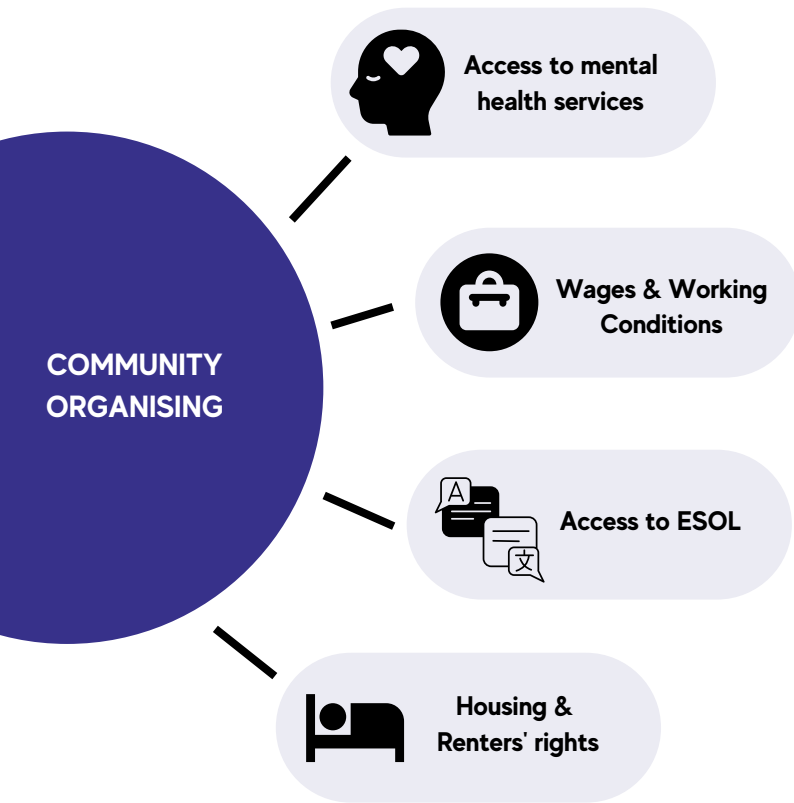 Access to mental
health services
Wages & Working
Conditions
COMMUNITY
ORGANISING
A
Access to ESOL
文
Housing &
Renters' rights